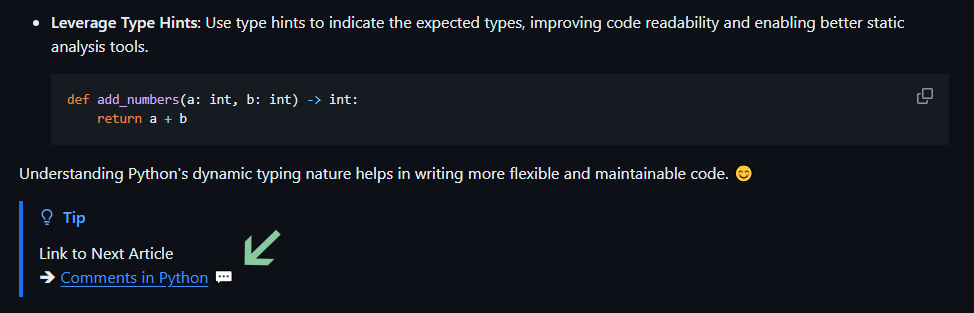 Leverage Type Hints: Use type hints to indicate the expected types, improving code readability and enabling better static
analysis tools.
def add_numbers(a: int, b: int) -> int:
    return a + b
Understanding Python's dynamic typing nature helps in writing more flexible and maintainable code. 😊
Tip
Link to Next Article
➔ Comments in Python 💬